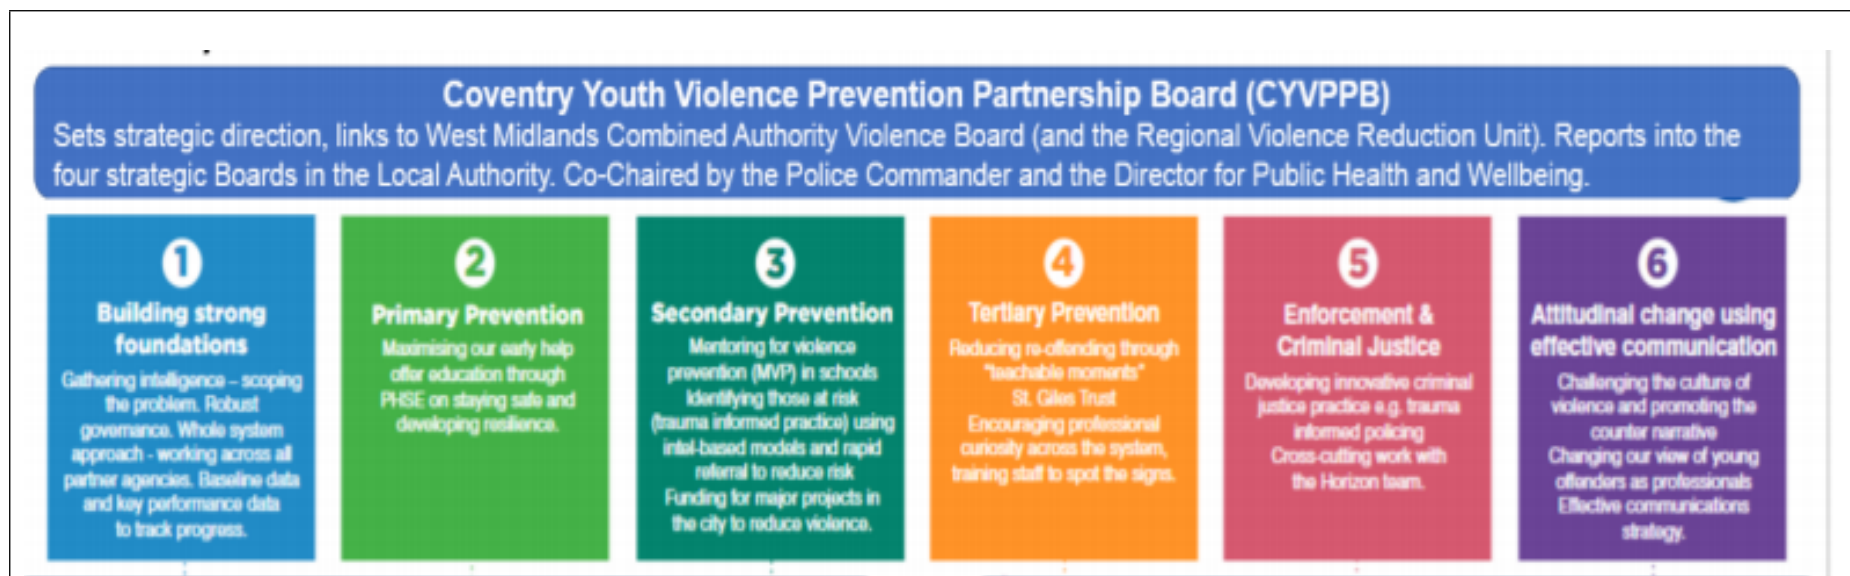 Coventry Youth Violence Prevention Partnership Board (CYVPPB)
Sets strategic direction, links to West Midlands Combined Authority Violence Board (and the Regional Violence Reduction Unit). Reports into the
four strategic Boards in the Local Authority. Co-Chaired by the Police Commander and the Director for Public Health and Wellbeing.
1
Building strong
foundations
Gathering intelligence – scoping
the problem. Robust
governance. Whole system
approach - working across all
partner agencies. Baseline data
and key performance data
to track progress.
2
Primary Prevention
Maximising our early help
offer education through
PHSE on staying safe and
developing resilience.
3
Secondary Prevention
Mentoring for violence
prevention (MVP) in schools
Identifying those at risk
(trauma informed practice) using
intel-based models and rapid
referral to reduce risk
Funding for major projects in
the city to reduce violence.
4
Tertiary Prevention
Reducing re-offending through
"teachable moments"
St. Giles Trust
Encouraging professional
curiosity across the system,
training staff to spot the signs.
5
Enforcement &
Criminal Justice
Developing innovative criminal
justice practice e.g. trauma
informed policing
Cross-cutting work with
the Horizon team.
6
Attitudinal change using
effective communication
Challenging the culture of
violence and promoting the
counter narrative
Changing our view of young
offenders as professionals
Effective communications
strategy.